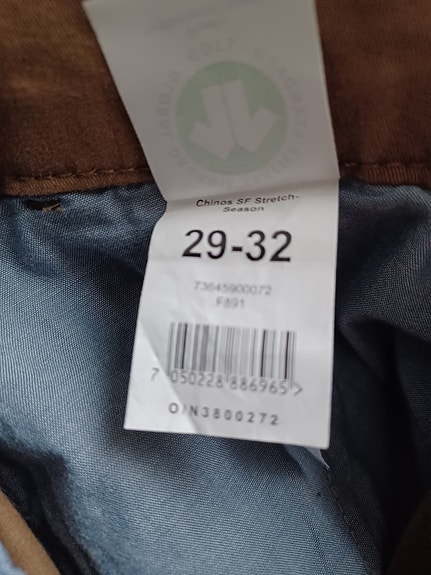 Chinos SF Stretch-
Season
29-32
73645900072
F891
7 050228 886965 >
O/N3800272